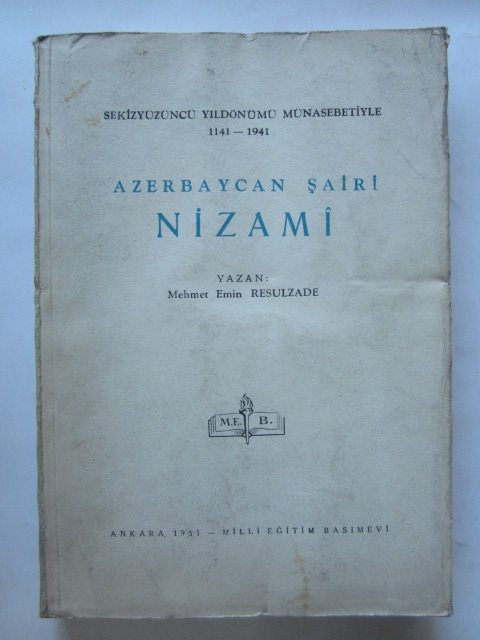 SEKİZYÜZÜNCÜ YILDÖNÜMÜ MÜNASEBETİYLE
1141 — 1941
AZERBAYCAN ŞAİRİ
NİZAMÎ
YAZAN:
Mehmet Emin RESULZADE
M.E. B.
ANKARA, 1951 — MİLLİ EĞİTİM BASIMEVİ